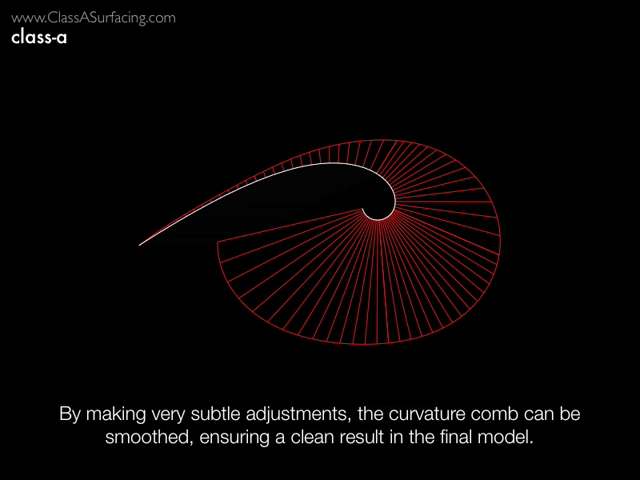 www.ClassASurfacing.com
class-a
By making very subtle adjustments, the curvature comb can be
smoothed, ensuring a clean result in the final model.